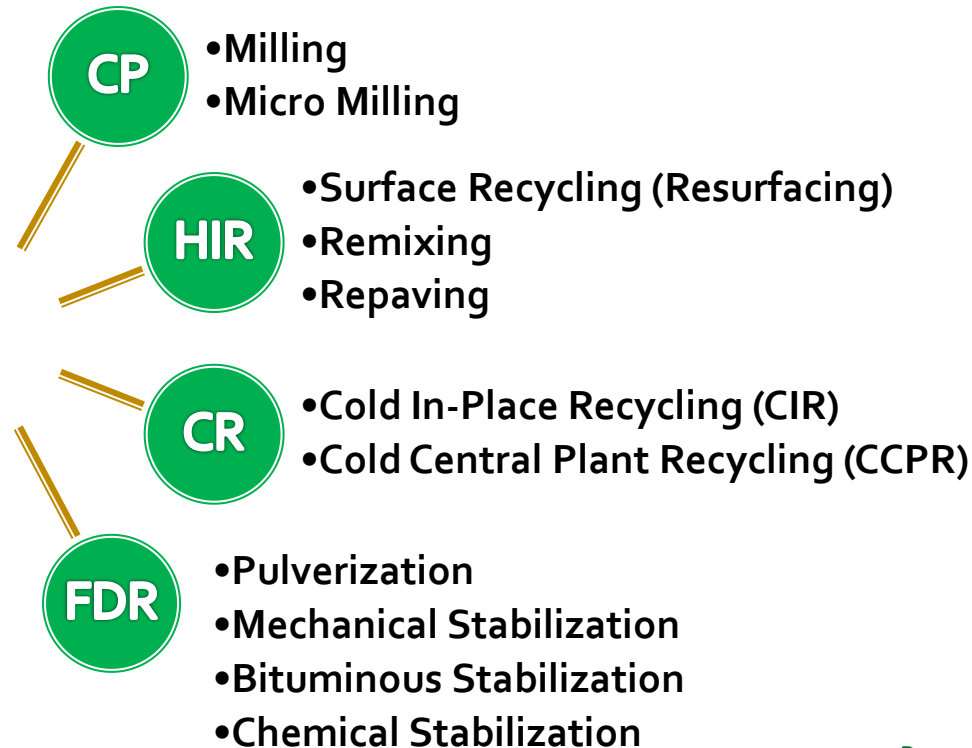 CP
•Milling
•Micro Milling
HIR
•Surface Recycling (Resurfacing)
•Remixing
•Repaving
CR
•Cold In-Place Recycling (CIR)
•Cold Central Plant Recycling (CCPR)
FDR
•Pulverization
•Mechanical Stabilization
•Bituminous Stabilization
•Chemical Stabilization